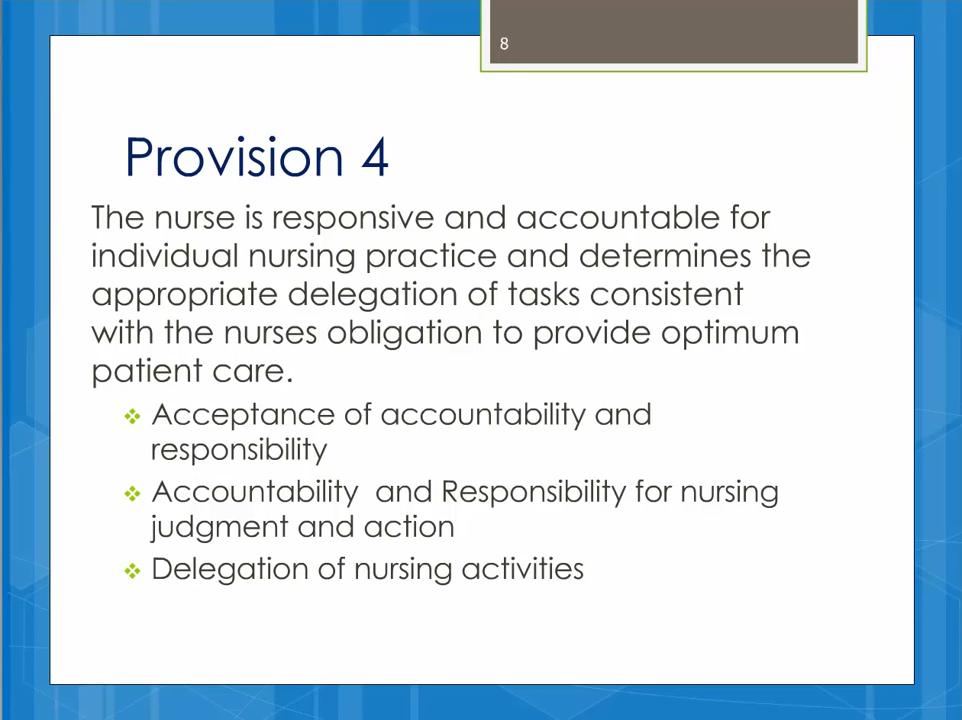 8
Provision 4
The nurse is responsive and accountable for
individual nursing practice and determines the
appropriate delegation of tasks consistent
with the nurses obligation to provide optimum
patient care.
Acceptance of accountability and
responsibility
Accountability  and Responsibility for nursing
judgment and action
Delegation of nursing activities